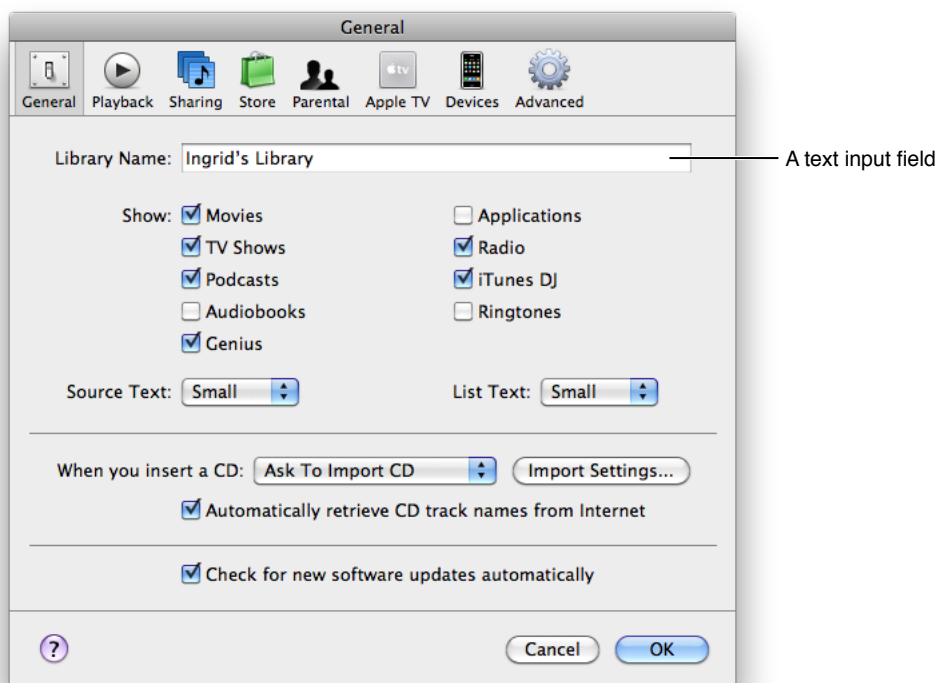 General
General Playback Sharing Store Parental Apple TV Devices Advanced
Library Name: Ingrid's Library
A text input field
Show: Movies Applications
TV Shows Radio
Podcasts iTunes DJ
Audiobooks Ringtones
Genius
Source Text: Small List Text: Small
When you insert a CD: Ask To Import CD Import Settings...
Automatically retrieve CD track names from Internet
Check for new software updates automatically
? Cancel OK